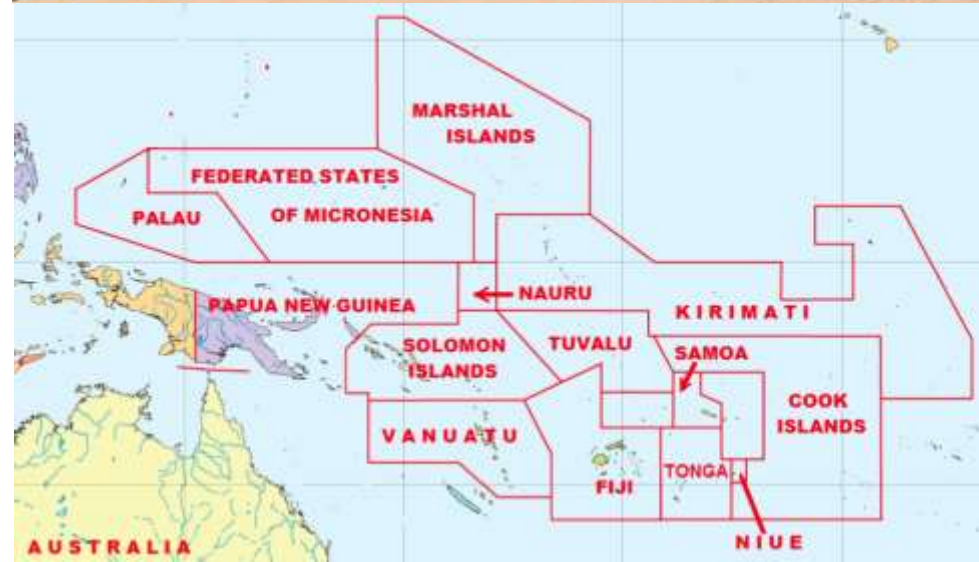 MARSHAL
ISLANDS
FEDERATED STATES
OF MICRONESIA
PALAU
PAPUA NEW GUINEA
NAURU
KIRIMATI
SOLOMON
ISLANDS
TUVALU
SAMOA
COOK
ISLANDS
VANUATU
FIJI
TONGA
NIUE
AUSTRALIA